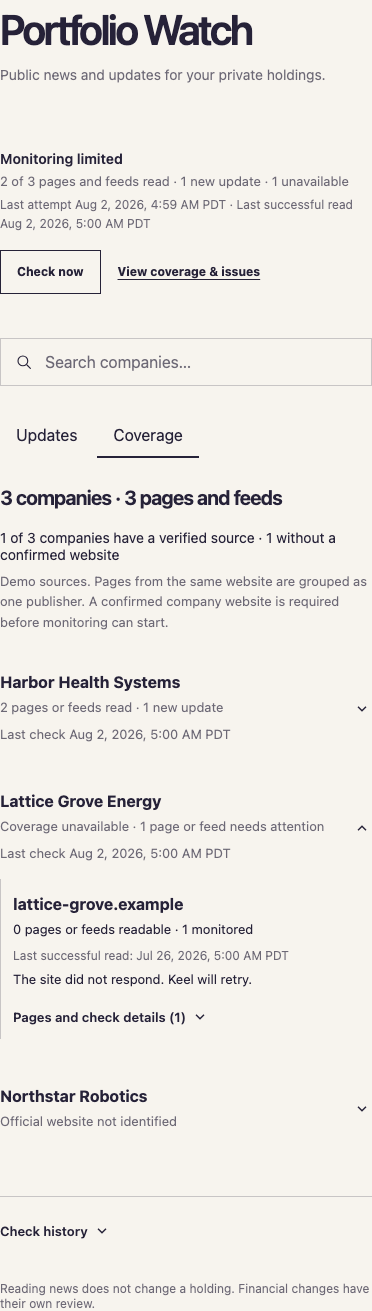 Portfolio Watch
Public news and updates for your private holdings.
Monitoring limited
2 of 3 pages and feeds read · 1 new update · 1 unavailable
Last attempt Aug 2, 2026, 4:59 AM PDT · Last successful read
Aug 2, 2026, 5:00 AM PDT
Check now
View coverage & issues
Search companies...
Updates
Coverage
3 companies · 3 pages and feeds
1 of 3 companies have a verified source · 1 without a
confirmed website
Demo sources. Pages from the same website are grouped as
one publisher. A confirmed company website is required
before monitoring can start.
Harbor Health Systems
2 pages or feeds read · 1 new update
Last check Aug 2, 2026, 5:00 AM PDT
Lattice Grove Energy
Coverage unavailable · 1 page or feed needs attention
Last check Aug 2, 2026, 5:00 AM PDT
lattice-grove.example
0 pages or feeds readable · 1 monitored
Last successful read: Jul 26, 2026, 5:00 AM PDT
The site did not respond. Keel will retry.
Pages and check details (1)
Northstar Robotics
Official website not identified
Check history
Reading news does not change a holding. Financial changes have
their own review.